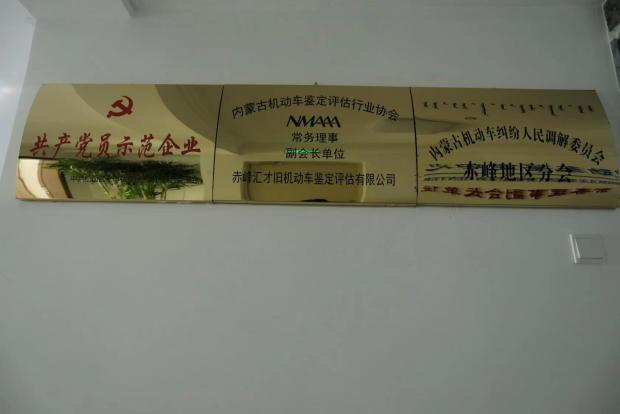 共产党员示范企业
内蒙古机动车鉴定评估行业协会
NMAAA
常务理事
副会长单位
赤峰汇才旧机动车鉴定评估有限公司
内蒙古机动车纠纷人民调解委员会
赤峰地区分会